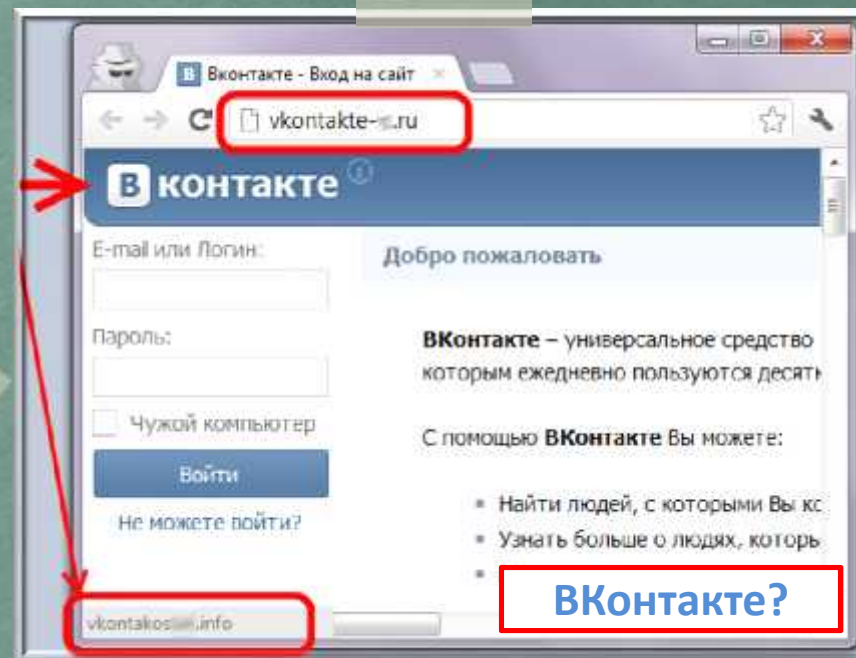 Вконтакте - Вход на сайт
vkontakte- .ru
В контакте
E-mail или Логин:
Добро пожаловать
Пароль:
ВКонтакте – универсальное средство
которым ежедневно пользуются десятк
Чужой компьютер
С помощью ВКонтакте Вы можете:
Войти
Найти людей, с которыми Вы кс
Не можете войти?
Узнать больше о людях, которы
ВКонтакте?
vkontakos .info